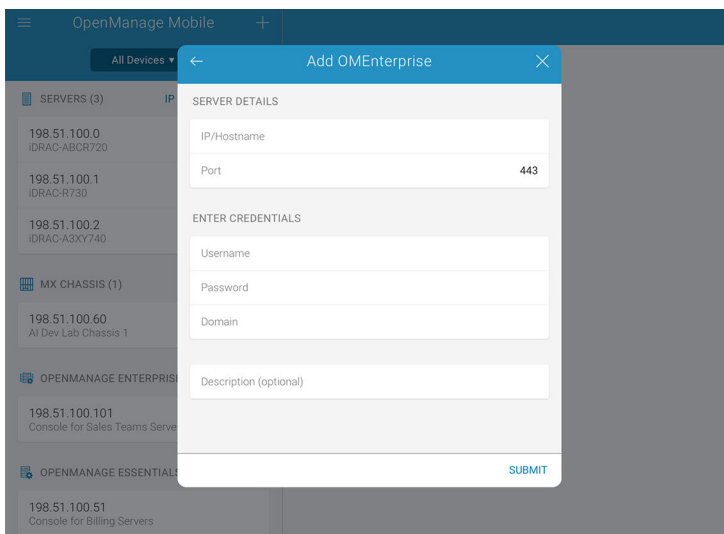 OpenManage Mobile
All Devices
SERVERS (3) IP
198.51.100.0
iDRAC-ABCR720
198.51.100.1
iDRAC-R730
198.51.100.2
iDRAC-A3XY740
MX CHASSIS (1)
198.51.100.60
Al Dev Lab Chassis 1
OPENMANAGE ENTERPRIS
198.51.100.101
Console for Sales Teams Serve
OPENMANAGE ESSENTIALS
198.51.100.51
Console for Billing Servers
Add OMEnterprise
SERVER DETAILS
IP/Hostname
Port 443
ENTER CREDENTIALS
Username
Password
Domain
Description (optional)
SUBMIT